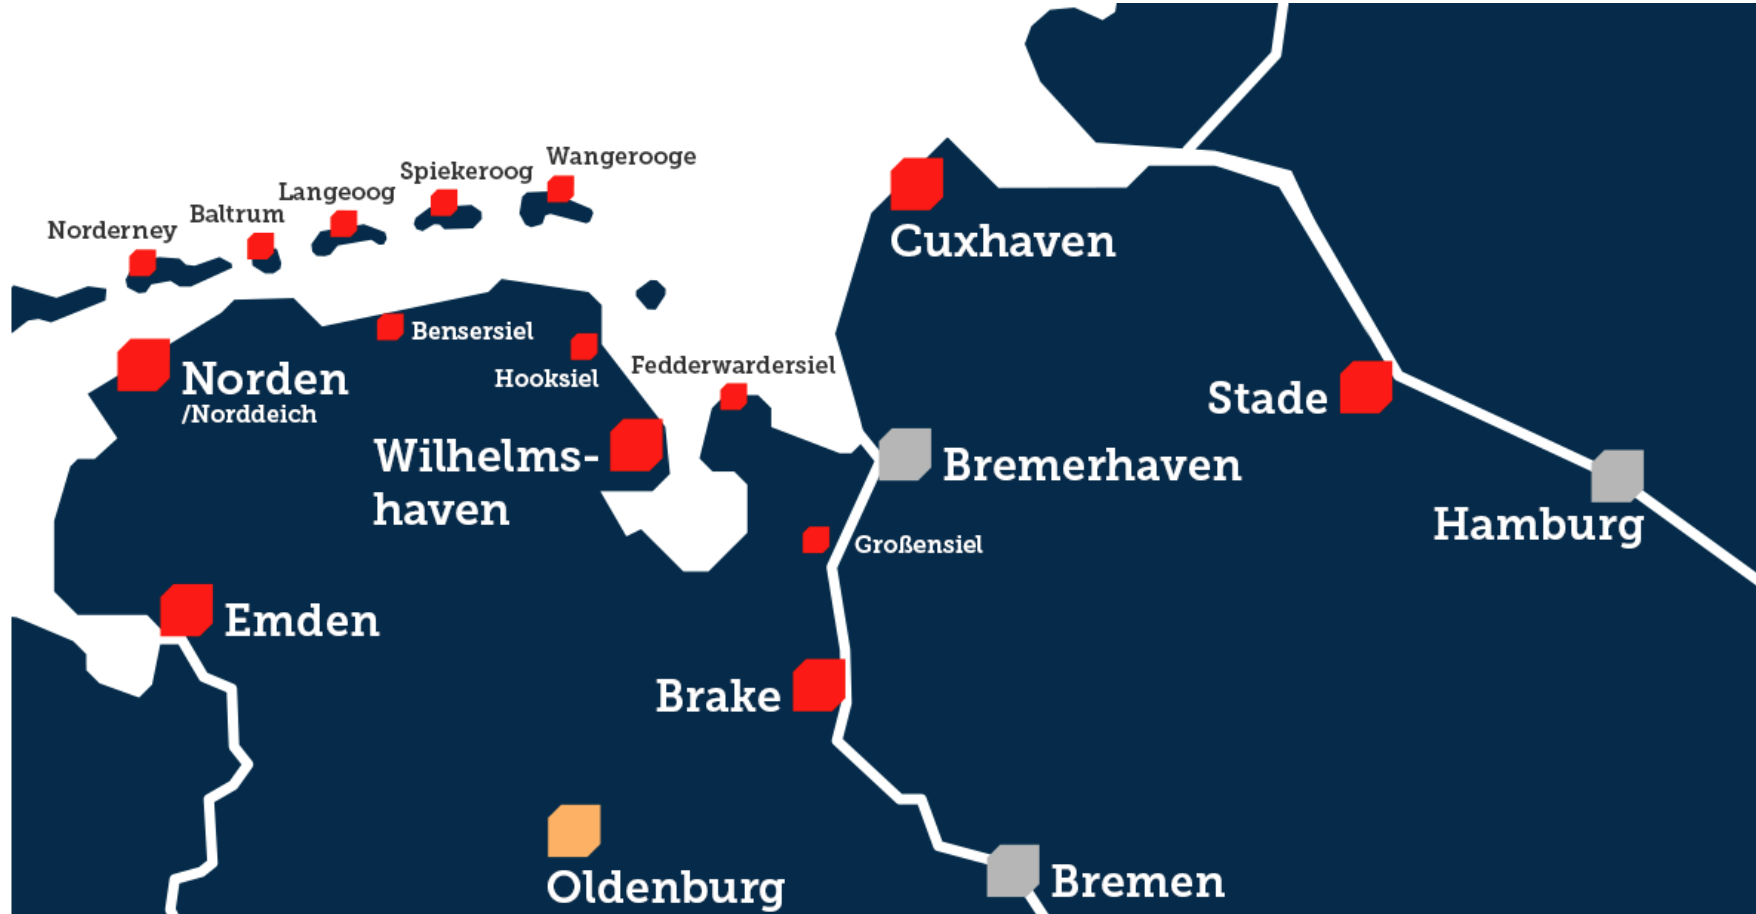 Wangerooge
Spiekeroog
Langeoog
Baltrum
Norderney
Cuxhaven
Bensersiel
Hooksiel
Fedderwardersiel
Norden
/Norddeich
Stade
Wilhelms-
haven
Bremerhaven
Hamburg
Großensiel
Emden
Brake
Oldenburg
Bremen